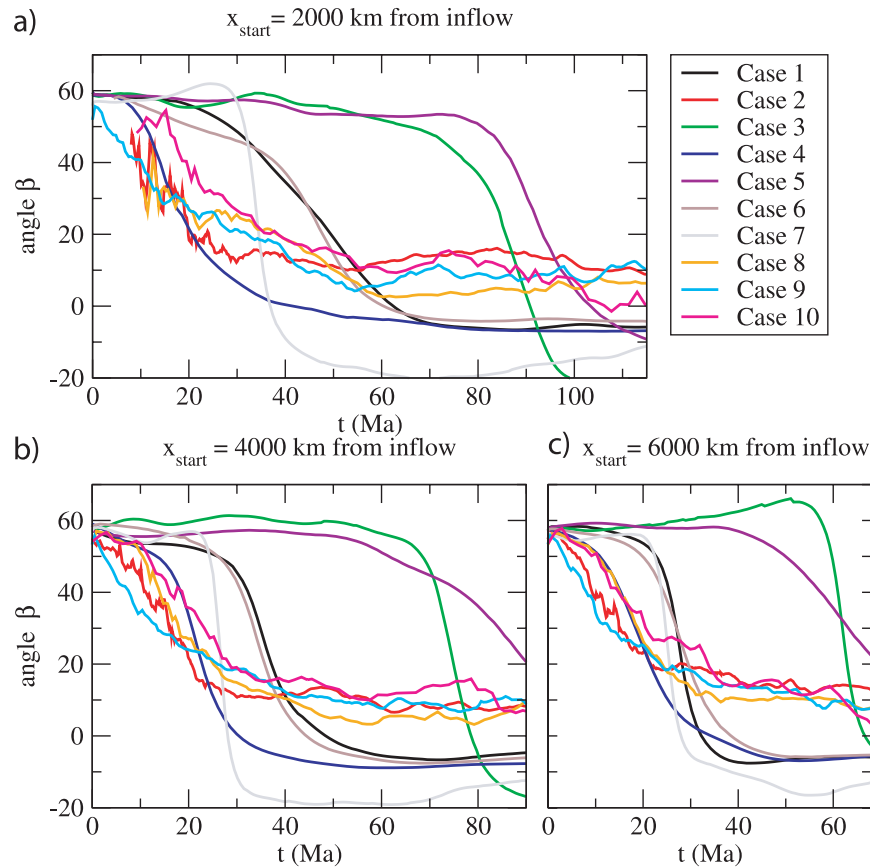 a)
x_start = 2000 km from inflow
60
40
20
0
-20
angle β
0 20 40 60 80 100
t (Ma)
Case 1
Case 2
Case 3
Case 4
Case 5
Case 6
Case 7
Case 8
Case 9
Case 10
b)
x_start = 4000 km from inflow
60
40
20
0
-20
angle β
0 20 40 60 80
t (Ma)
c)
x_start = 6000 km from inflow
0 20 40 60
t (Ma)